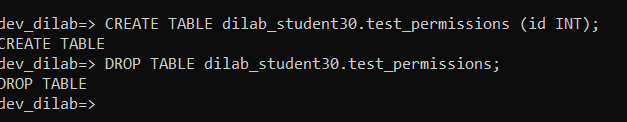 dev_dilab=> CREATE TABLE dilab_student30.test_permissions (id INT);
CREATE TABLE
dev_dilab=> DROP TABLE dilab_student30.test_permissions;
DROP TABLE
dev_dilab=>